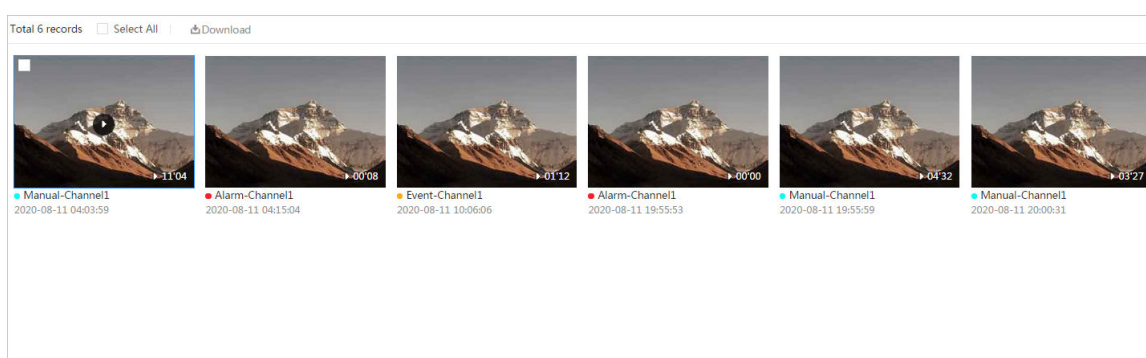 Total 6 records Select All Download
11'04 00'08 01'12 00'00 04'32 03'27
Manual-Channel1 Alarm-Channel1 Event-Channel1 Alarm-Channel1 Manual-Channel1 Manual-Channel1
2020-08-11 04:03:59 2020-08-11 04:15:04 2020-08-11 10:06:06 2020-08-11 19:55:53 2020-08-11 19:55:59 2020-08-11 20:00:31